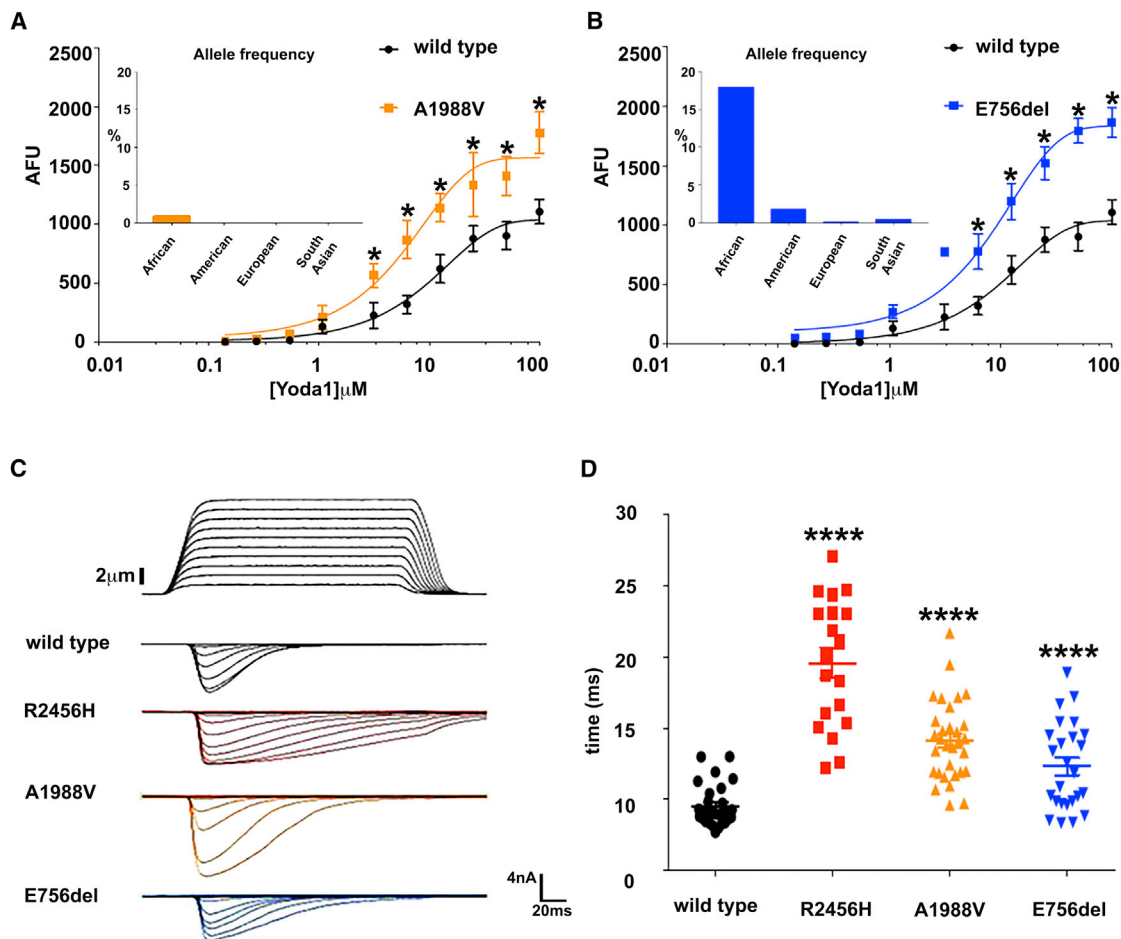 A
2500
2000
1500
1000
500
0
AFU
0.01
0.1
1
10
100
[Yoda1]μM
wild type
A1988V
Allele frequency
20
15
%
10
5
0
African
American
European
South
Asian
*
*
*
*
*
*
B
2500
2000
1500
1000
500
0
AFU
0.01
0.1
1
10
100
[Yoda1]μM
wild type
E756del
Allele frequency
20
15
%
10
5
0
African
American
European
South
Asian
*
*
*
*
*
C
2μm
wild type
R2456H
A1988V
E756del
4nA
20ms
D
30
25
20
15
10
0
time (ms)
****
****
****
wild type
R2456H
A1988V
E756del